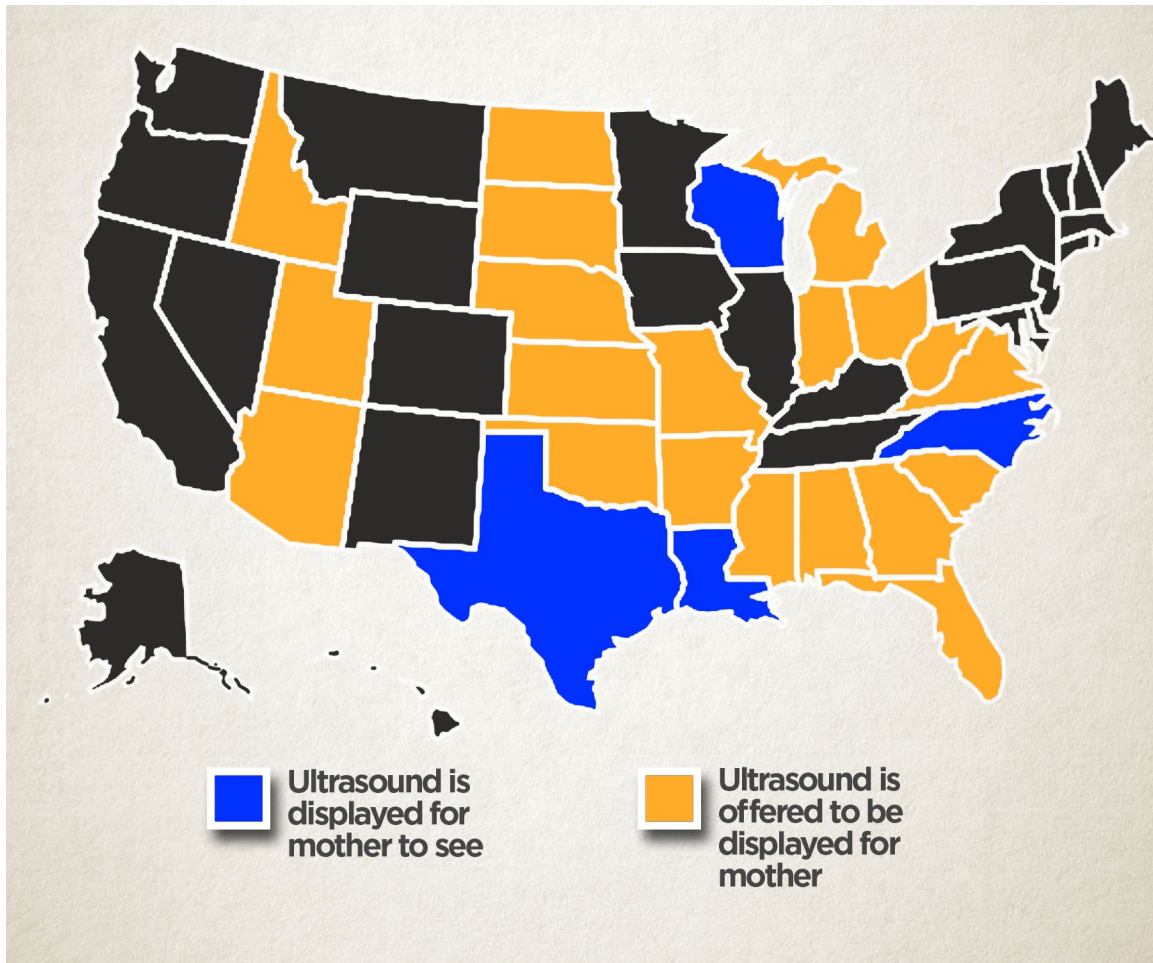 Ultrasound is
displayed for
mother to see
Ultrasound is
offered to be
displayed for
mother